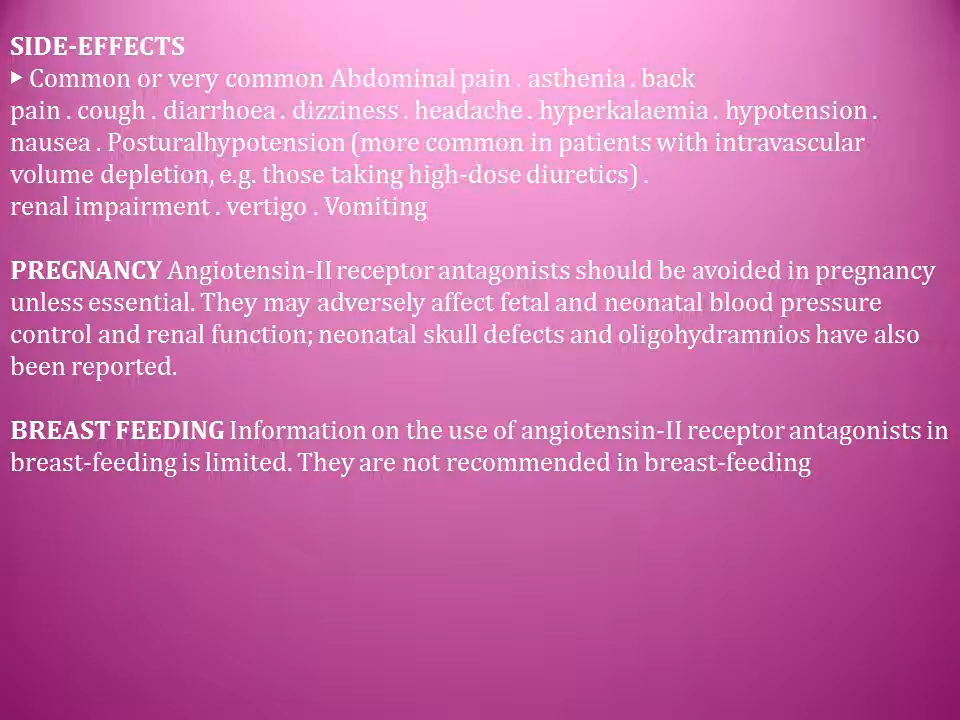 SIDE-EFFECTS
▶ Common or very common Abdominal pain . asthenia . back
pain . cough . diarrhoea . dizziness . headache . hyperkalaemia . hypotension .
nausea . Posturalhypotension (more common in patients with intravascular
volume depletion, e.g. those taking high-dose diuretics) .
renal impairment . vertigo . Vomiting
PREGNANCY Angiotensin-II receptor antagonists should be avoided in pregnancy
unless essential. They may adversely affect fetal and neonatal blood pressure
control and renal function; neonatal skull defects and oligohydramnios have also
been reported.
BREAST FEEDING Information on the use of angiotensin-II receptor antagonists in
breast-feeding is limited. They are not recommended in breast-feeding